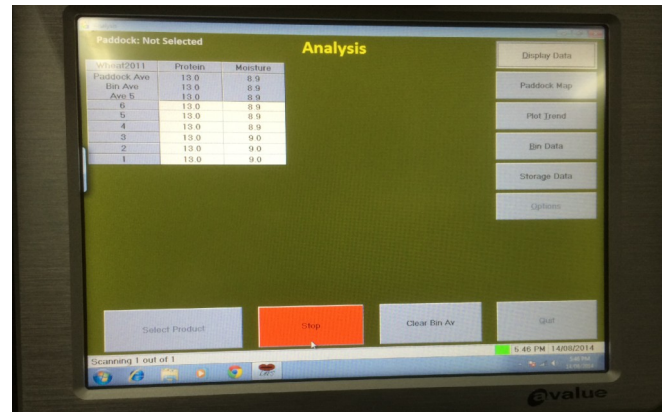 Paddock: Not Selected
Analysis
Wheat2011 Protein Moisture
Paddock Ave 13.0 8.9
Bin Ave 13.0 8.9
Ave 5 13.0 8.9
6 13.0 8.9
5 13.0 8.9
4 13.0 8.9
3 13.0 9.0
2 13.0 9.0
1 13.0 9.0
Display Data
Paddock Map
Plot Trend
Bin Data
Storage Data
Options
Select Product
Stop
Clear Bin Av
Quit
Scanning 1 out of 1
5:46 PM 14/08/2014
avalue